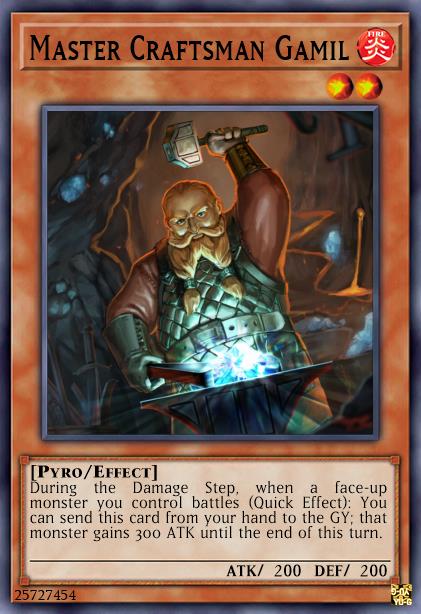 Master Craftsman Gamil
FIRE
炎
[Pyro/Effect]
During the Damage Step, when a face-up
monster you control battles (Quick Effect): You
can send this card from your hand to the GY; that
monster gains 300 ATK until the end of this turn.
ATK/ 200 DEF/ 200
25727454